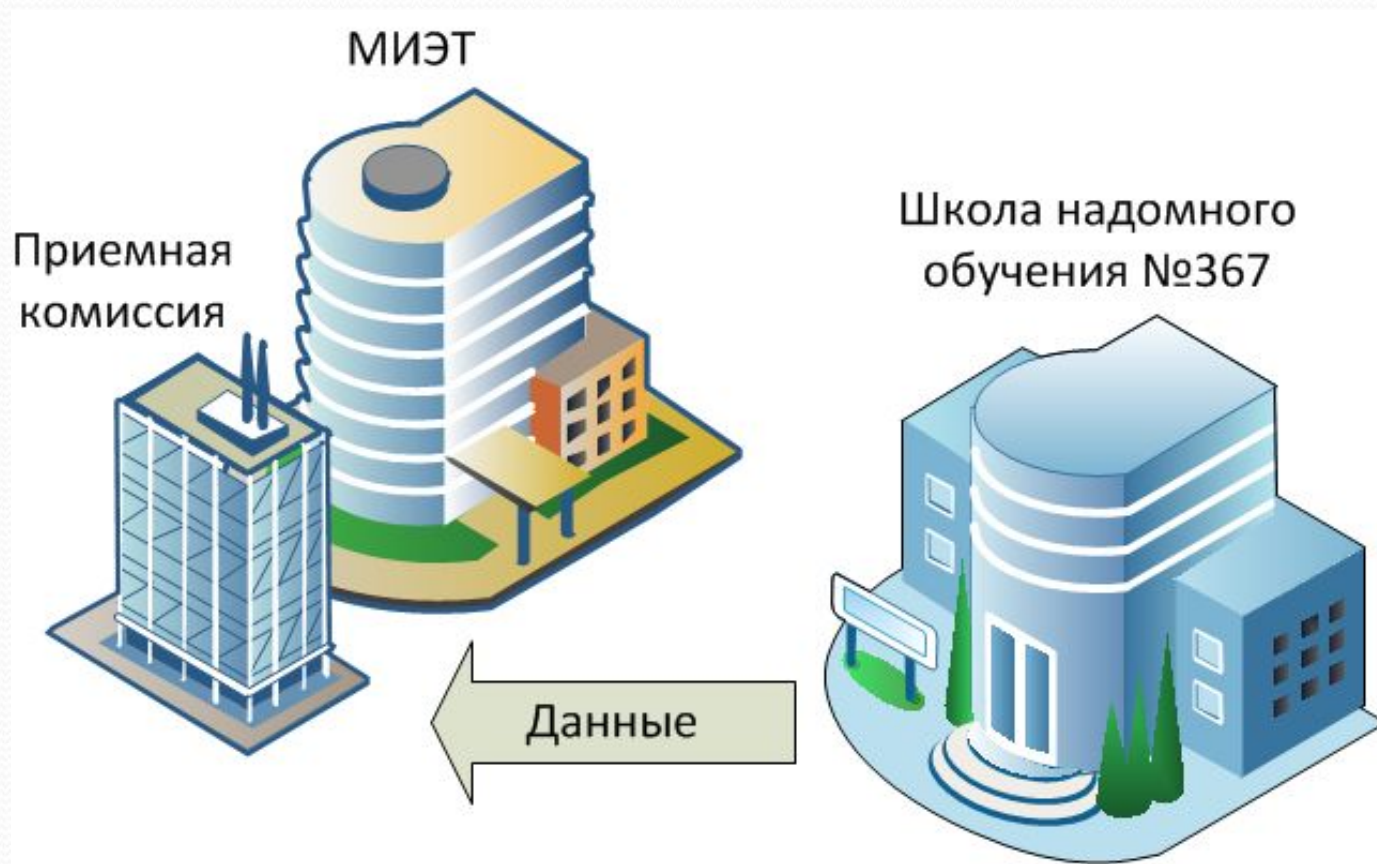 МИЭТ
Приемная
комиссия
Школа надомного
обучения №367
Данные